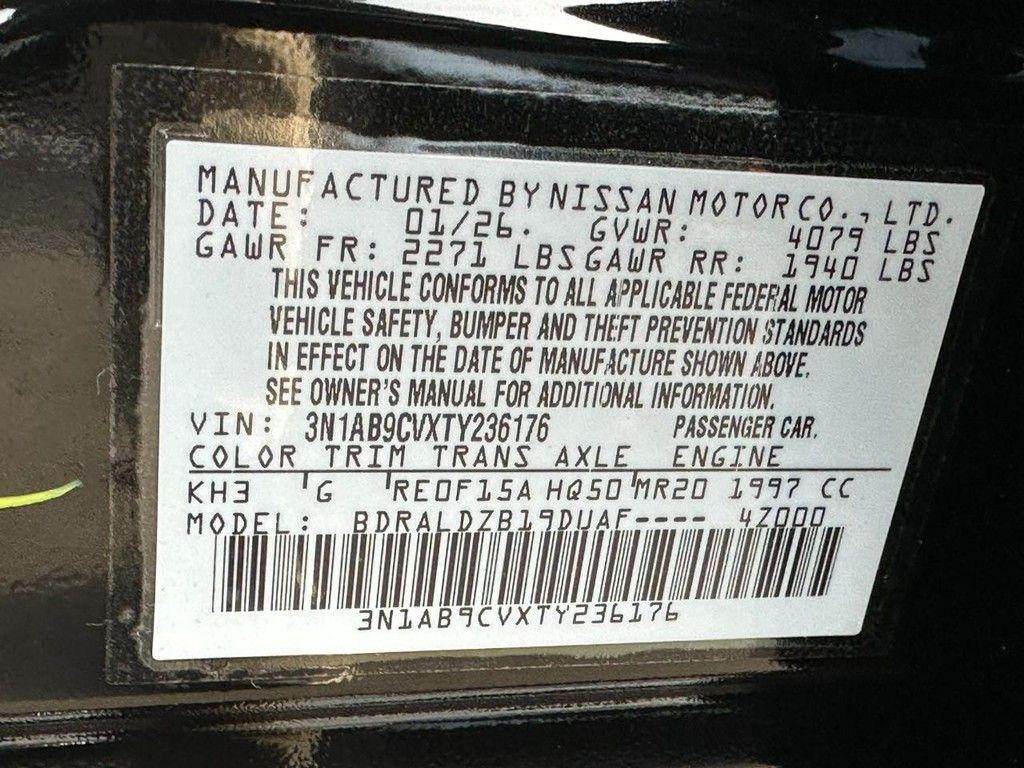 MANUFACTURED BY NISSAN MOTOR CO., LTD.
DATE: 01/26. GVWR: 4079 LBS
GAWR FR: 2271 LBS GAWR RR: 1940 LBS
THIS VEHICLE CONFORMS TO ALL APPLICABLE FEDERAL MOTOR
VEHICLE SAFETY, BUMPER AND THEFT PREVENTION STANDARDS
IN EFFECT ON THE DATE OF MANUFACTURE SHOWN ABOVE.
SEE OWNER'S MANUAL FOR ADDITIONAL INFORMATION.
VIN: 3N1AB9CVXTY236176 PASSENGER CAR.
COLOR TRIM TRANS AXLE ENGINE
KH3 G RE0F15A HQ50 MR20 1997 CC
MODEL: BDRALDZB19DUAF---- 4Z000
3N1AB9CVXTY236176